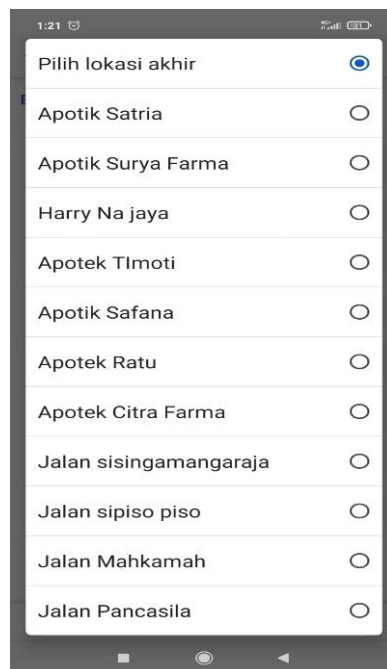 1:21
Pilih lokasi akhir
Apotik Satria
Apotik Surya Farma
Harry Na jaya
Apotek TImoti
Apotik Safana
Apotek Ratu
Apotek Citra Farma
Jalan sisingamangaraja
Jalan sipiso piso
Jalan Mahkamah
Jalan Pancasila